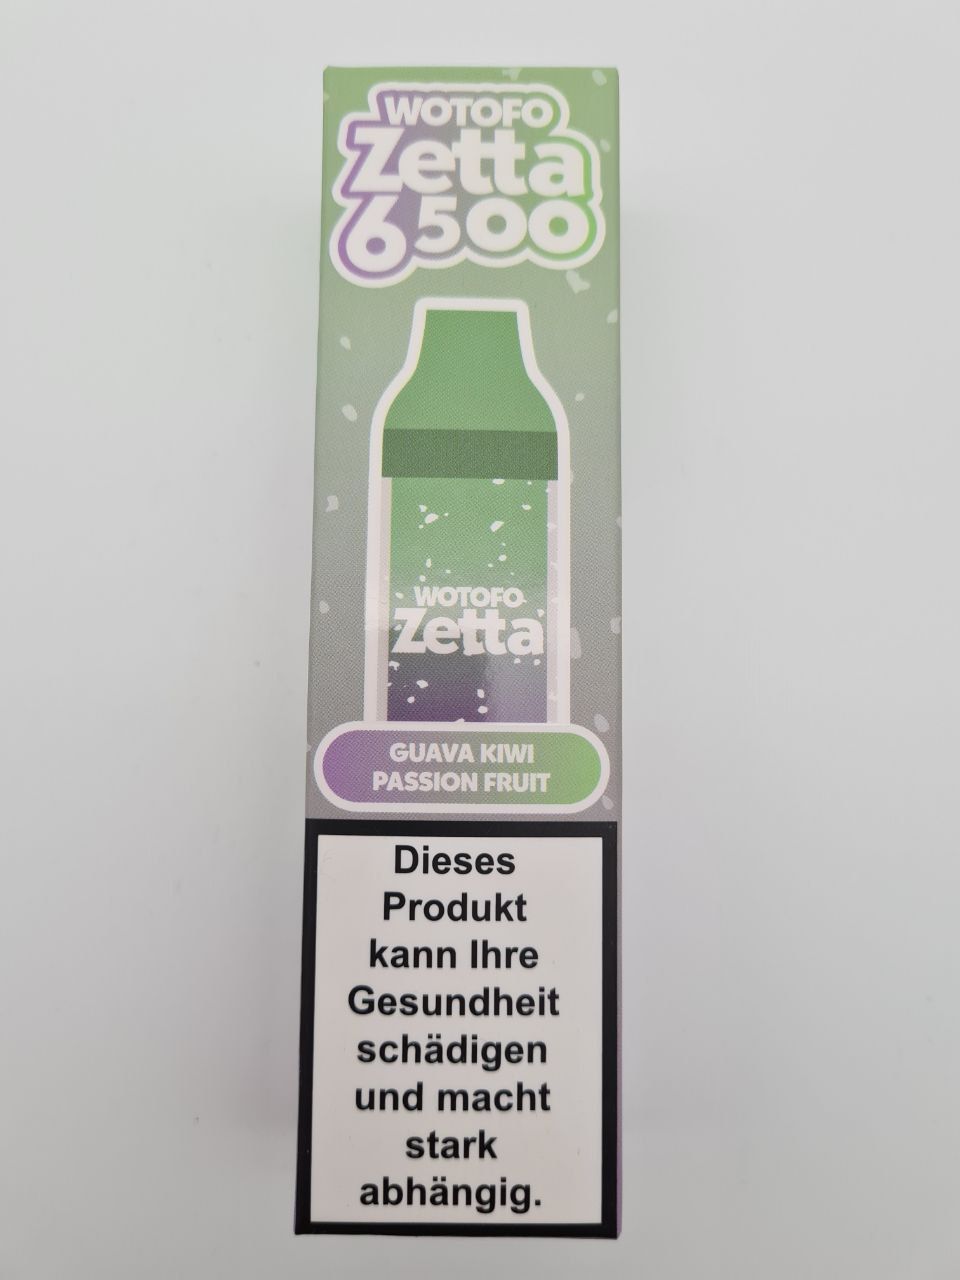 WOTOFO
Zetta
6500
WOTOFO
Zetta
GUAVA KIWI
PASSION FRUIT
Dieses
Produkt
kann Ihre
Gesundheit
schädigen
und macht
stark
abhängig.